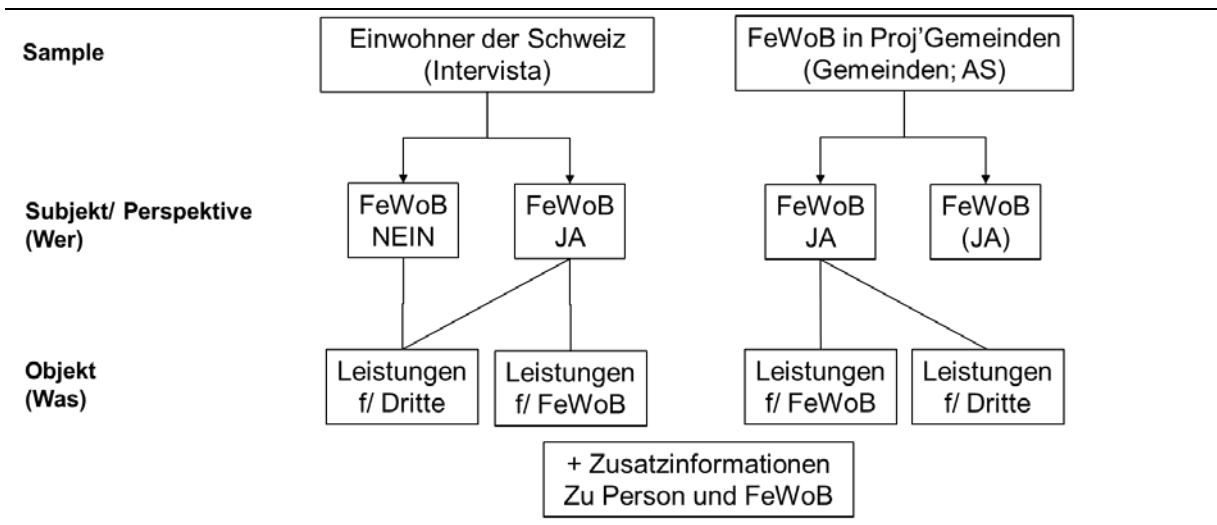 Sample
Einwohner der Schweiz
(Intervista)
FeWoB in Proj'Gemeinden
(Gemeinden; AS)
Subjekt/ Perspektive
(Wer)
FeWoB
NEIN
FeWoB
JA
FeWoB
JA
FeWoB
(JA)
Objekt
(Was)
Leistungen
f/ Dritte
Leistungen
f/ FeWoB
Leistungen
f/ FeWoB
Leistungen
f/ Dritte
+ Zusatzinformationen
Zu Person und FeWoB